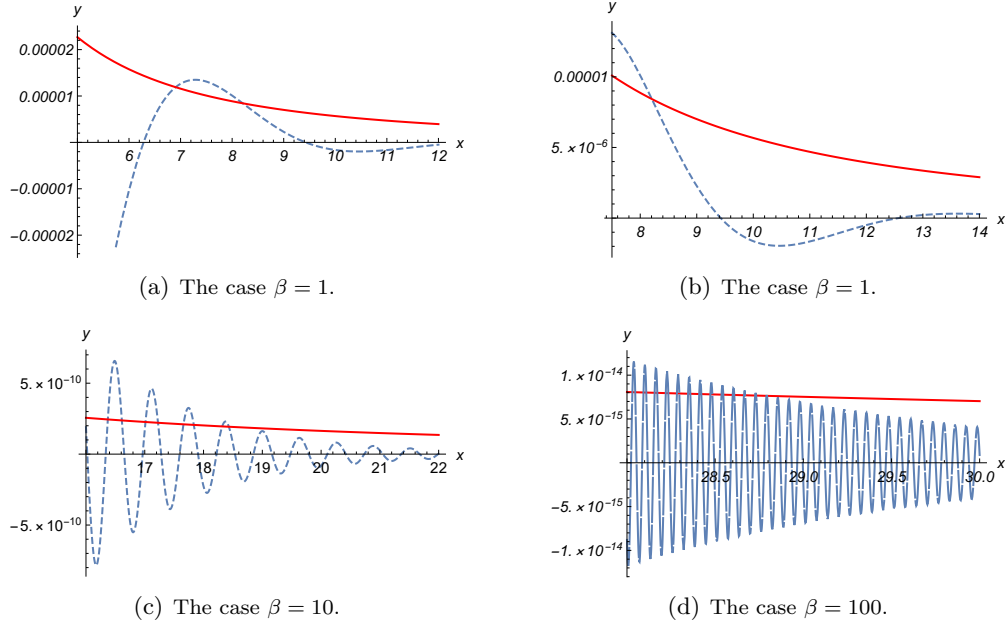 y
0.00002
0.00001
6 7 8 9 10 11 12 x
−0.00001
−0.00002
(a) The case β = 1.
y
0.00001
5.×10⁻⁶
8 9 10 11 12 13 14 x
(b) The case β = 1.
y
5.×10⁻¹⁰
17 18 19 20 21 22 x
−5.×10⁻¹⁰
(c) The case β = 10.
y
1.×10⁻¹⁴
5.×10⁻¹⁵
28.5 29.0 29.5 30.0 x
−5.×10⁻¹⁵
−1.×10⁻¹⁴
(d) The case β = 100.